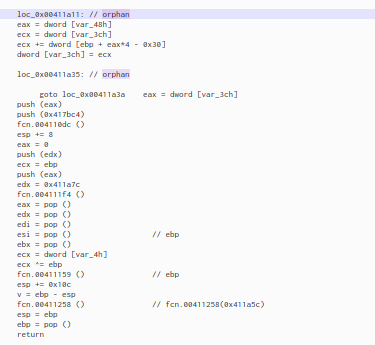 loc_0x00411a11: // orphan
eax = dword [var_48h]
ecx = dword [var_3ch]
ecx += dword [ebp + eax*4 - 0x30]
dword [var_3ch] = ecx
loc_0x00411a35: // orphan
goto loc_0x00411a3a    eax = dword [var_3ch]
push (eax)
push (0x417bc4)
fcn.004110dc ()
esp += 8
eax = 0
push (edx)
ecx = ebp
push (eax)
edx = 0x411a7c
fcn.004111f4 ()
eax = pop ()
edx = pop ()
edi = pop ()
esi = pop ()    // ebp
ebx = pop ()
ecx = dword [var_4h]
ecx ^= ebp
fcn.00411159 ()    // ebp
esp += 0x10c
v = ebp - esp
fcn.00411258 ()    // fcn.00411258(0x411a5c)
esp = ebp
ebp = pop ()
return